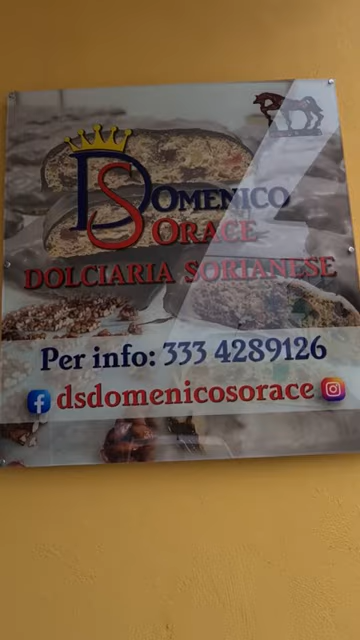 DS
DOMENICO
SORACE
DOLCIARIA SORIANESE
Per info: 333 4289126
dsdomenicosorace